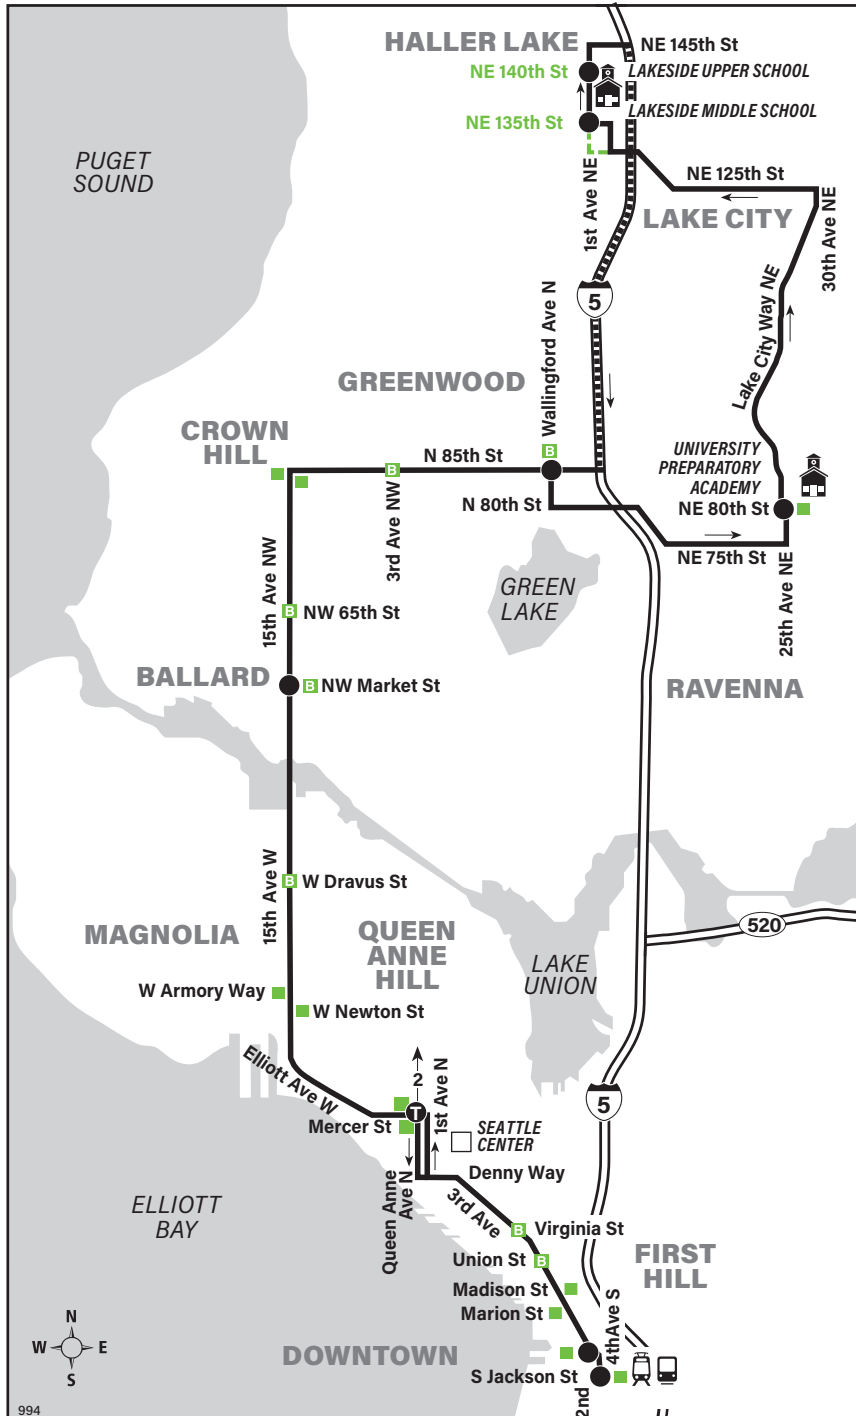 HALLER LAKE
NE 145th St
NE 140th St
LAKESIDE UPPER SCHOOL
LAKESIDE MIDDLE SCHOOL
NE 135th St
PUGET
SOUND
NE 125th St
1st Ave NE
LAKE CITY
30th Ave NE
5
Lake City Way NE
Wallingford Ave N
GREENWOOD
CROWN
HILL
B
N 85th St
B
UNIVERSITY
PREPARATORY
ACADEMY
N 80th St
NE 80th St
3rd Ave NW
NE 75th St
15th Ave NW
GREEN
LAKE
25th Ave NE
B
NW 65th St
BALLARD
B
NW Market St
RAVENNA
B
W Dravus St
15th Ave W
MAGNOLIA
QUEEN
ANNE
HILL
520
LAKE
UNION
W Armory Way
W Newton St
Elliott Ave W
2
1st Ave N
5
T
Mercer St
SEATTLE
CENTER
Queen Anne
Ave N
Denny Way
3rd Ave
ELLIOTT
BAY
B
Virginia St
Union St
B
FIRST
HILL
Madison St
Marion St
4thAve S
DOWNTOWN
S Jackson St
2nd
N
W
E
S
994